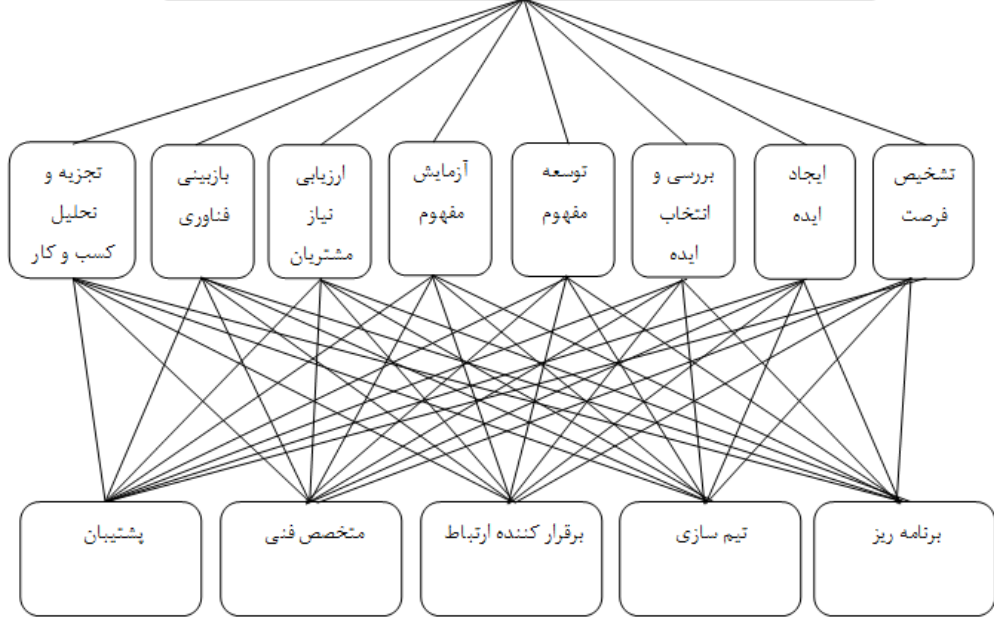 تشخیص
فرصت
ایجاد
ایده
بررسی و
انتخاب
ایده
توسعه
مفهوم
آزمایش
مفهوم
ارزیابی
نیاز
مشتریان
بازبینی
فناوری
تجزیه و
تحلیل
کسب و کار
برنامه ریز
تیم سازی
برقرار کننده ارتباط
متخصص فنی
پشتیبان